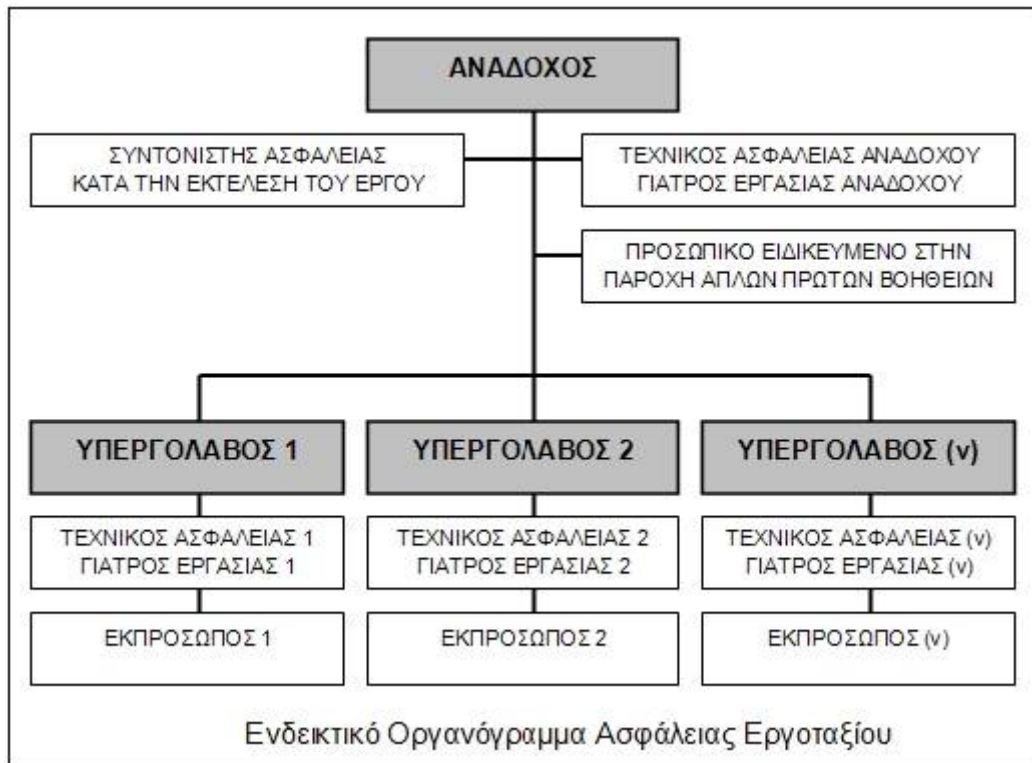 ΑΝΑΔΟΧΟΣ
ΣΥΝΤΟΝΙΣΤΗΣ ΑΣΦΑΛΕΙΑΣ
ΚΑΤΑ ΤΗΝ ΕΚΤΕΛΕΣΗ ΤΟΥ ΕΡΓΟΥ
ΤΕΧΝΙΚΟΣ ΑΣΦΑΛΕΙΑΣ ΑΝΑΔΟΧΟΥ
ΓΙΑΤΡΟΣ ΕΡΓΑΣΙΑΣ ΑΝΑΔΟΧΟΥ
ΠΡΟΣΩΠΙΚΟ ΕΙΔΙΚΕΥΜΕΝΟ ΣΤΗΝ
ΠΑΡΟΧΗ ΑΠΛΩΝ ΠΡΩΤΩΝ ΒΟΗΘΕΙΩΝ
ΥΠΕΡΓΟΛΑΒΟΣ 1
ΤΕΧΝΙΚΟΣ ΑΣΦΑΛΕΙΑΣ 1
ΓΙΑΤΡΟΣ ΕΡΓΑΣΙΑΣ 1
ΕΚΠΡΟΣΩΠΟΣ 1
ΥΠΕΡΓΟΛΑΒΟΣ 2
ΤΕΧΝΙΚΟΣ ΑΣΦΑΛΕΙΑΣ 2
ΓΙΑΤΡΟΣ ΕΡΓΑΣΙΑΣ 2
ΕΚΠΡΟΣΩΠΟΣ 2
ΥΠΕΡΓΟΛΑΒΟΣ (ν)
ΤΕΧΝΙΚΟΣ ΑΣΦΑΛΕΙΑΣ (ν)
ΓΙΑΤΡΟΣ ΕΡΓΑΣΙΑΣ (ν)
ΕΚΠΡΟΣΩΠΟΣ (ν)
Ενδεικτικό Οργανόγραμμα Ασφάλειας Εργοταξίου